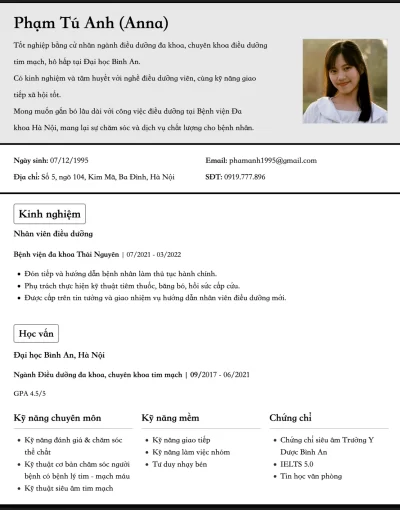 Phạm Tú Anh (Anna)
Tốt nghiệp bằng cử nhân ngành điều dưỡng đa khoa, chuyên khoa điều dưỡng
tim mạch, hô hấp tại Đại học Bình An.
Có kinh nghiệm và tâm huyết với nghề điều dưỡng viên, cùng kỹ năng giao
tiếp xã hội tốt.
Mong muốn gắn bó lâu dài với công việc điều dưỡng tại Bệnh viện Đa
khoa Hà Nội, mang lại sự chăm sóc và dịch vụ chất lượng cho bệnh nhân.
Ngày sinh: 07/12/1995
Email: phamanh1995@gmail.com
Địa chỉ: Số 5, ngõ 104, Kim Mã, Ba Đình, Hà Nội
SĐT: 0919.777.896
Kinh nghiệm
Nhân viên điều dưỡng
Bệnh viện đa khoa Thái Nguyên | 07/2021 - 03/2022
• Đón tiếp và hướng dẫn bệnh nhân làm thủ tục hành chính.
• Phụ trách thực hiện kỹ thuật tiêm thuốc, băng bó, hồi sức cấp cứu.
• Được cấp trên tin tưởng và giao nhiệm vụ hướng dẫn nhân viên điều dưỡng mới.
Học vấn
Đại học Bình An, Hà Nội
Ngành Điều dưỡng đa khoa, chuyên khoa tim mạch | 09/2017 - 06/2021
GPA 4.5/5
Kỹ năng chuyên môn
• Kỹ năng đánh giá & chăm sóc
thể chất
• Kỹ thuật cơ bản chăm sóc người
bệnh có bệnh lý tim - mạch máu
• Kỹ thuật siêu âm tim mạch
Kỹ năng mềm
• Kỹ năng giao tiếp
• Kỹ năng làm việc nhóm
• Tư duy nhạy bén
Chứng chỉ
• Chứng chỉ siêu âm Trường Y
Dược Bình An
• IELTS 5.0
• Tin học văn phòng